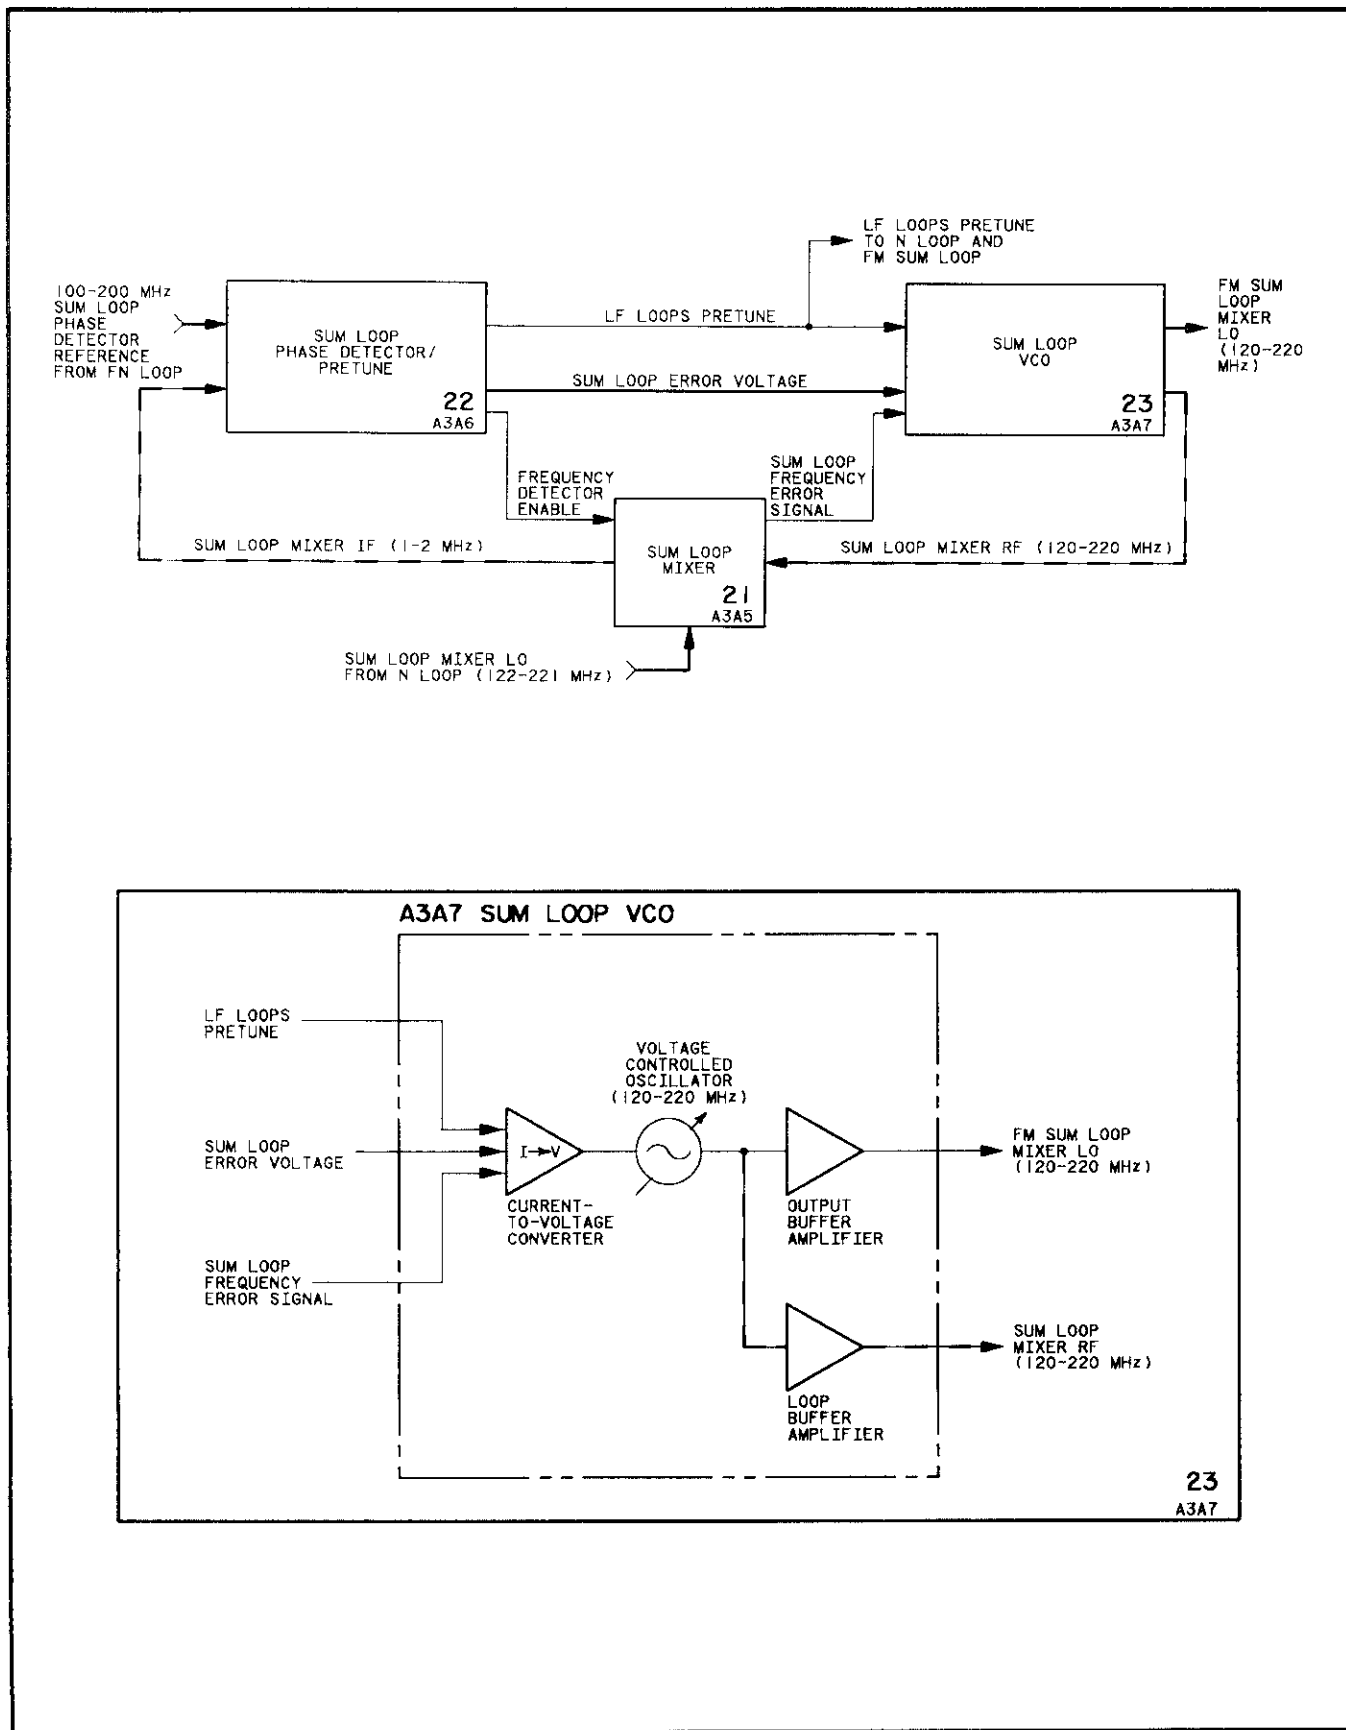 LF LOOPS PRETUNE
TO N LOOP AND
FM SUM LOOP
100-200 MHz
SUM LOOP
PHASE
DETECTOR
REFERENCE
FROM FN LOOP
SUM LOOP
PHASE DETECTOR/
PRETUNE
22
A3A6
LF LOOPS PRETUNE
SUM LOOP ERROR VOLTAGE
SUM LOOP
VCO
23
A3A7
FM SUM
LOOP
MIXER
LO
(120-220
MHz)
FREQUENCY
DETECTOR
ENABLE
SUM LOOP
FREQUENCY
ERROR
SIGNAL
SUM LOOP MIXER IF (1-2 MHz)
SUM LOOP
MIXER
21
A3A5
SUM LOOP MIXER RF (120-220 MHz)
SUM LOOP MIXER LO
FROM N LOOP (122-221 MHz)
A3A7 SUM LOOP VCO
LF LOOPS
PRETUNE
SUM LOOP
ERROR VOLTAGE
SUM LOOP
FREQUENCY
ERROR SIGNAL
I→V
CURRENT-
TO-VOLTAGE
CONVERTER
VOLTAGE
CONTROLLED
OSCILLATOR
(120-220 MHz)
OUTPUT
BUFFER
AMPLIFIER
LOOP
BUFFER
AMPLIFIER
FM SUM LOOP
MIXER LO
(120-220 MHz)
SUM LOOP
MIXER RF
(120-220 MHz)
23
A3A7